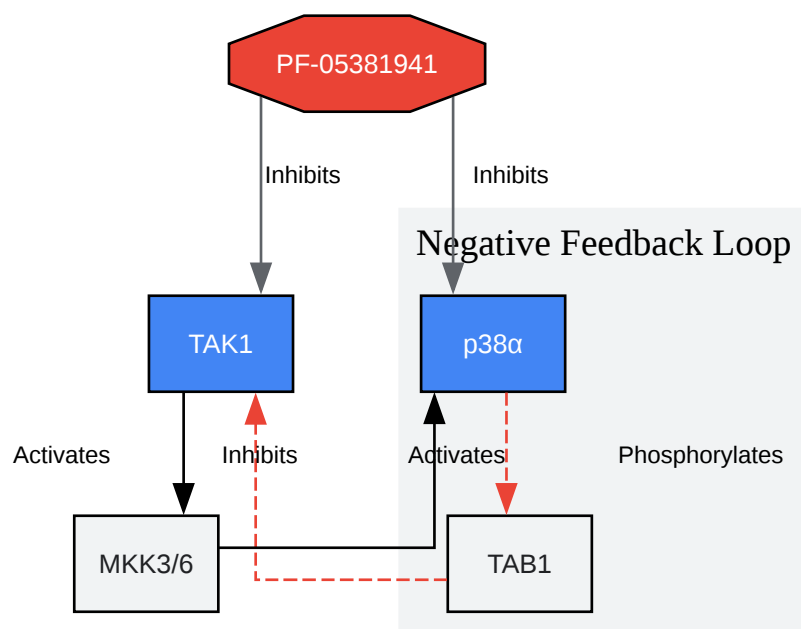 PF-05381941
Inhibits
Inhibits
Negative Feedback Loop
TAK1
p38α
Activates
Inhibits
Activates
Phosphorylates
MKK3/6
TAB1